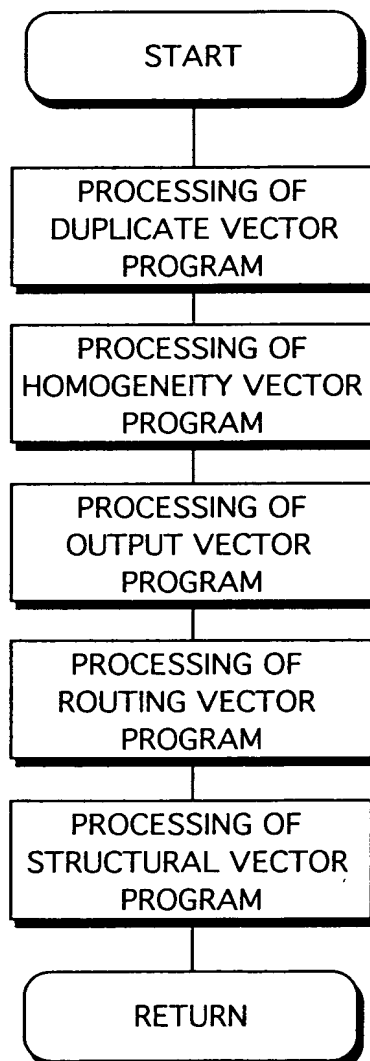 START
PROCESSING OF
DUPLICATE VECTOR
PROGRAM
PROCESSING OF
HOMOGENEITY VECTOR
PROGRAM
PROCESSING OF
OUTPUT VECTOR
PROGRAM
PROCESSING OF
ROUTING VECTOR
PROGRAM
PROCESSING OF
STRUCTURAL VECTOR
PROGRAM
RETURN